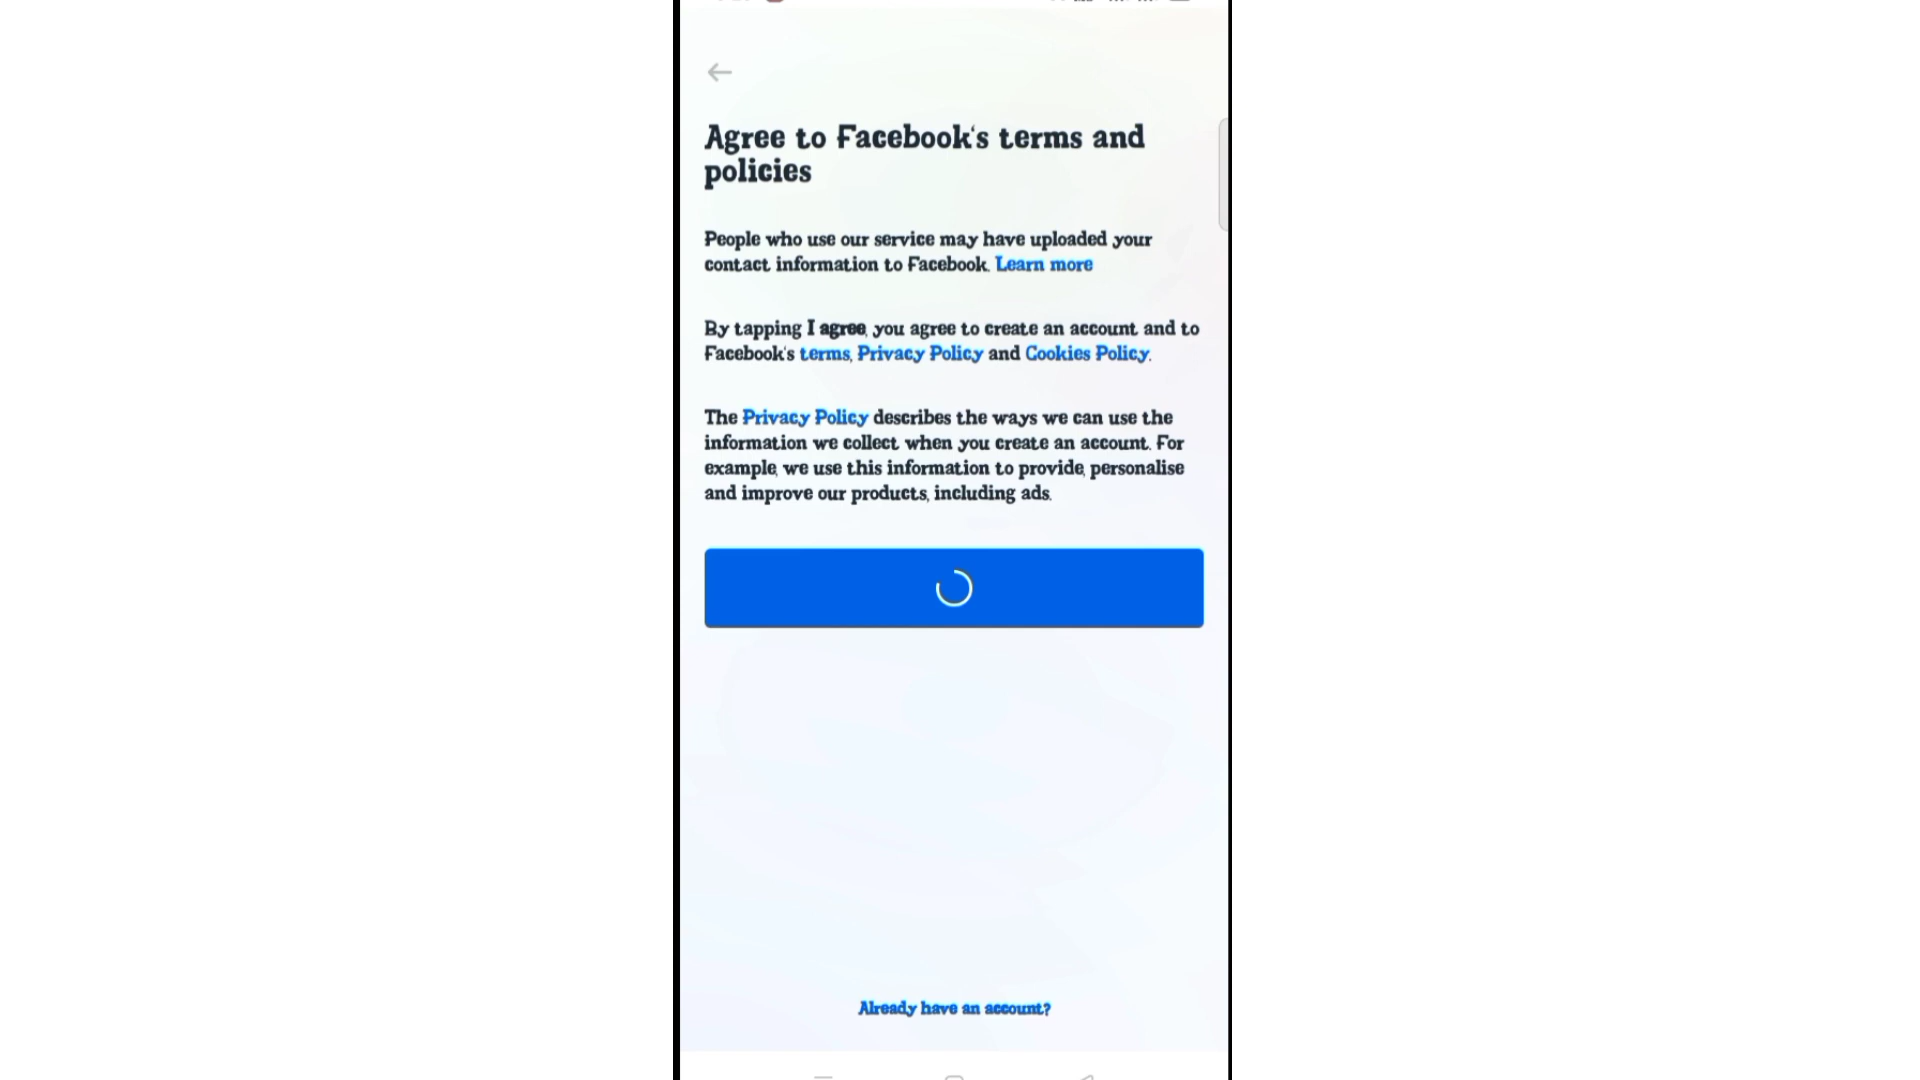 Agree to Facebook's terms and
policies
People who use our service may have uploaded your
contact information to Facebook. Learn more
By tapping I agree, you agree to create an account and to
Facebook's terms, Privacy Policy and Cookies Policy.
The Privacy Policy describes the ways we can use the
information we collect when you create an account. For
example, we use this information to provide, personalise
and improve our products, including ads.
Already have an account?